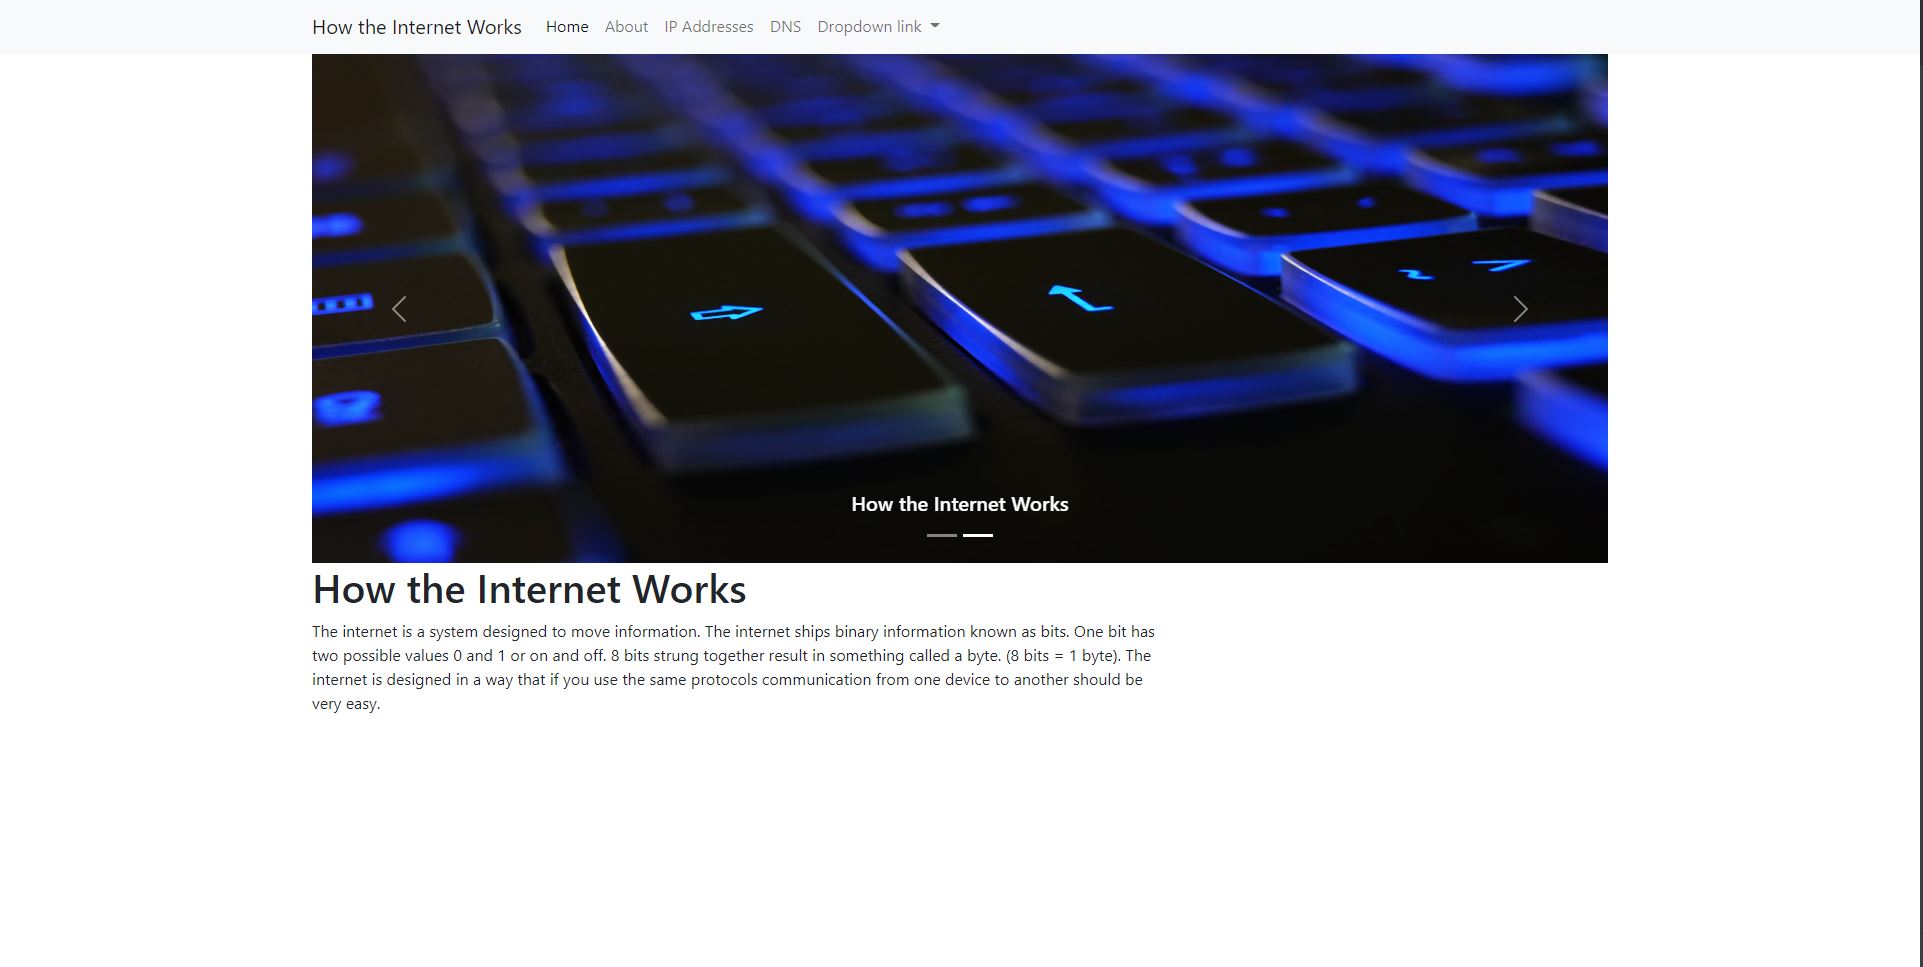 How the Internet Works Home About IP Addresses DNS Dropdown link
How the Internet Works
How the Internet Works
The internet is a system designed to move information. The internet ships binary information known as bits. One bit has
two possible values 0 and 1 or on and off. 8 bits strung together result in something called a byte. (8 bits = 1 byte). The
internet is designed in a way that if you use the same protocols communication from one device to another should be
very easy.